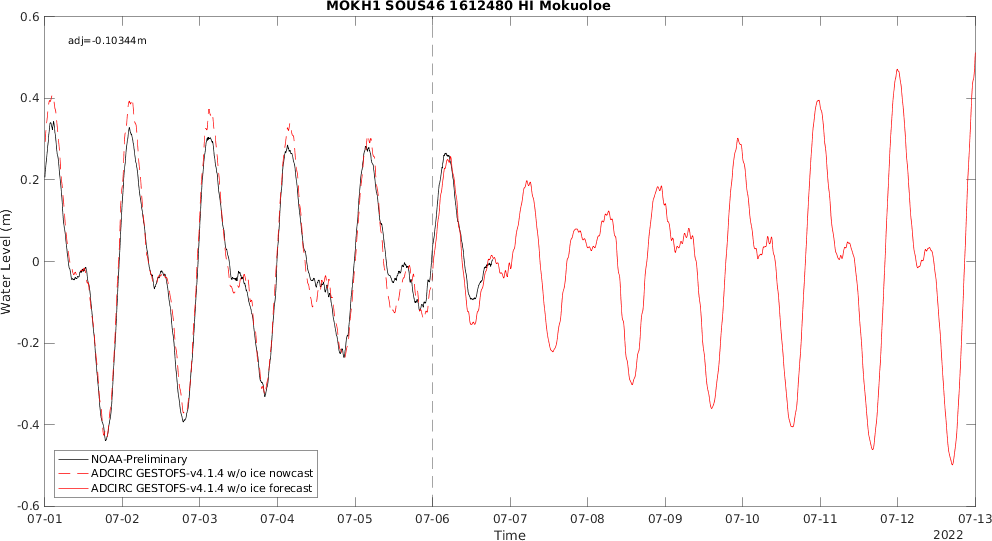 MOKH1 SOUS46 1612480 HI Mokuoloe
adj=-0.10344m
Water Level (m)
0.6
0.4
0.2
0
-0.2
-0.4
-0.6
NOAA-Preliminary
ADCIRC GESTOFS-v4.1.4 w/o ice nowcast
ADCIRC GESTOFS-v4.1.4 w/o ice forecast
07-01 07-02 07-03 07-04 07-05 07-06 07-07 07-08 07-09 07-10 07-11 07-12 07-13
Time
2022